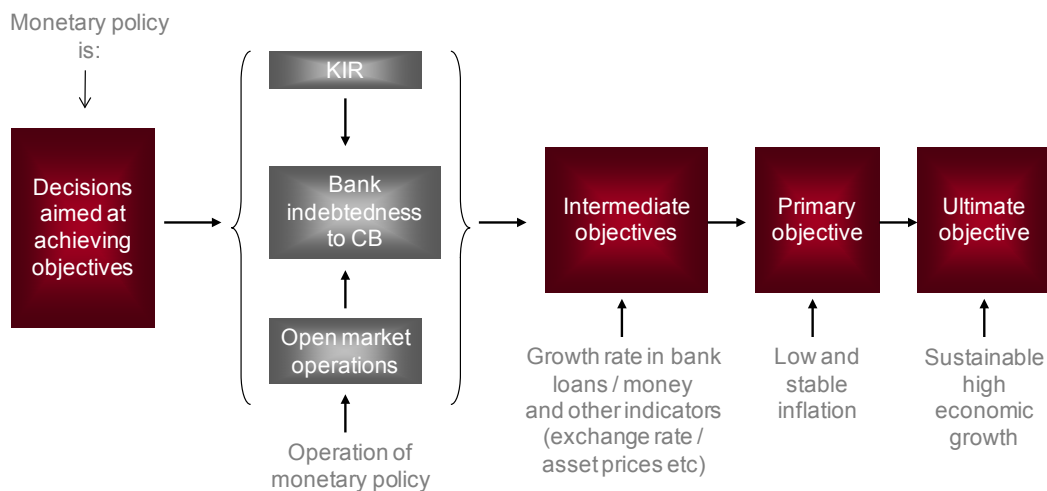 Monetary policy
is:
Decisions
aimed at
achieving
objectives
KIR
Bank
indebtedness
to CB
Open market
operations
Operation of
monetary policy
Intermediate
objectives
Growth rate in bank
loans / money
and other indicators
(exchange rate /
asset prices etc)
Primary
objective
Low and
stable
inflation
Ultimate
objective
Sustainable
high
economic
growth